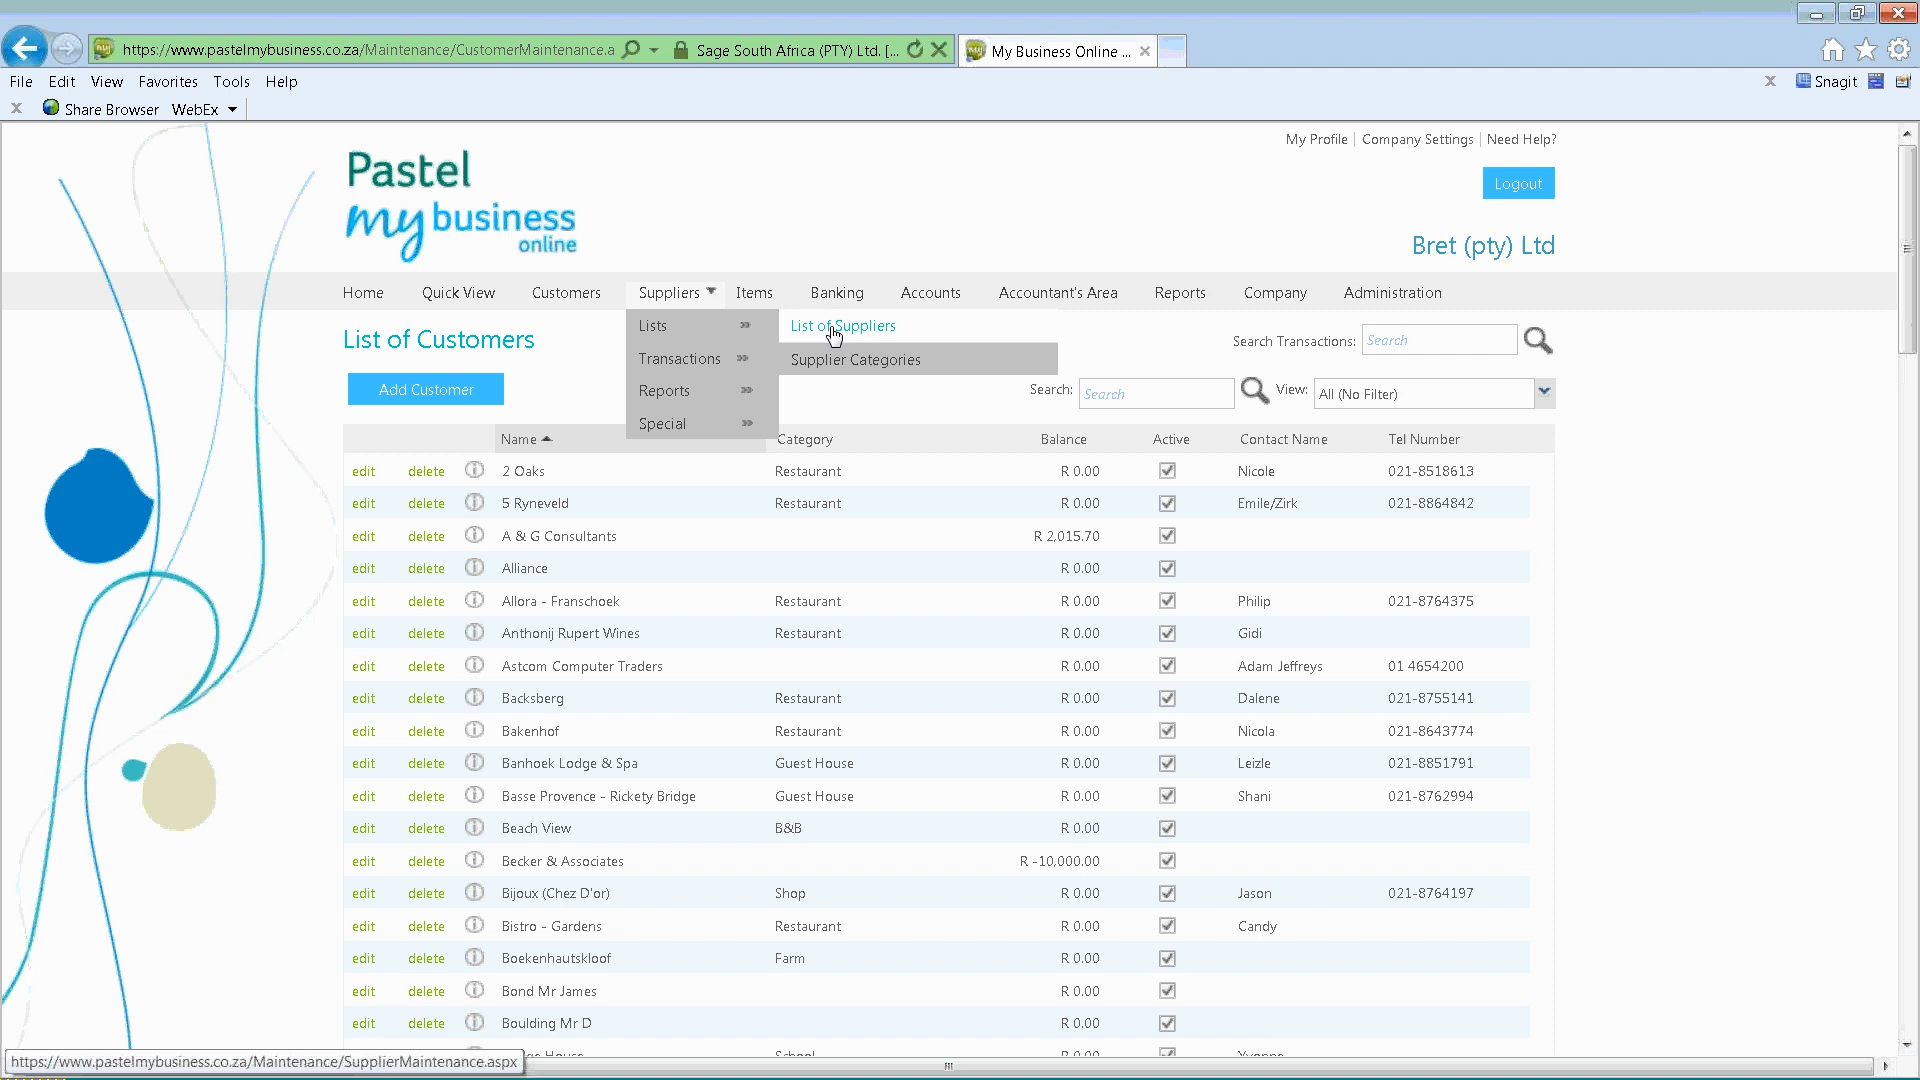 https://www.pastelmybusiness.co.za/Maintenance/CustomerMaintenance.a
Sage South Africa (PTY) Ltd. [...
My Business Online ...
File Edit View Favorites Tools Help
Snagit
Share Browser WebEx
My Profile | Company Settings | Need Help?
Pastel
my business
online
Logout
Bret (pty) Ltd
Home Quick View Customers Suppliers Items Banking Accounts Accountant's Area Reports Company Administration
Lists
Transactions
Reports
Special
List of Suppliers
Supplier Categories
List of Customers
Search Transactions: Search
Add Customer
Search: Search View: All (No Filter)
Name Category Balance Active Contact Name Tel Number
edit delete 2 Oaks Restaurant R 0.00 Nicole 021-8518613
edit delete 5 Ryneveld Restaurant R 0.00 Emile/Zirk 021-8864842
edit delete A & G Consultants R 2,015.70
edit delete Alliance R 0.00
edit delete Allora - Franschoek Restaurant R 0.00 Philip 021-8764375
edit delete Anthonij Rupert Wines Restaurant R 0.00 Gidi
edit delete Astcom Computer Traders R 0.00 Adam Jeffreys 01 4654200
edit delete Backsberg Restaurant R 0.00 Dalene 021-8755141
edit delete Bakenhof Restaurant R 0.00 Nicola 021-8643774
edit delete Banhoek Lodge & Spa Guest House R 0.00 Leizle 021-8851791
edit delete Basse Provence - Rickety Bridge Guest House R 0.00 Shani 021-8762994
edit delete Beach View B&B R 0.00
edit delete Becker & Associates R -10,000.00
edit delete Bijoux (Chez D'or) Shop R 0.00 Jason 021-8764197
edit delete Bistro - Gardens Restaurant R 0.00 Candy
edit delete Boekenhautskloof Farm R 0.00
edit delete Bond Mr James R 0.00
edit delete Boulding Mr D R 0.00
House School R 0.00 Yvonne
https://www.pastelmybusiness.co.za/Maintenance/SupplierMaintenance.aspx